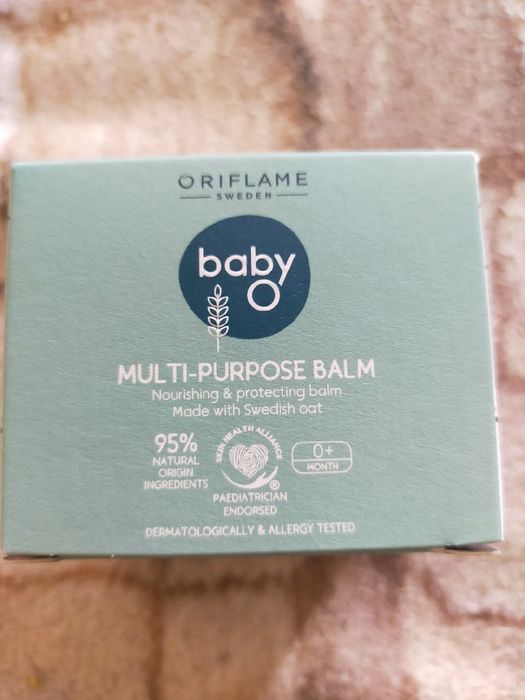 ORIFLAME
SWEDEN
baby
O
MULTI-PURPOSE BALM
Nourishing & protecting balm
Made with Swedish oat
95%
NATURAL
ORIGIN
INGREDIENTS
SKIN HEALTH ALLIANCE
®
PAEDIATRICIAN
ENDORSED
0+
MONTH
DERMATOLOGICALLY & ALLERGY TESTED